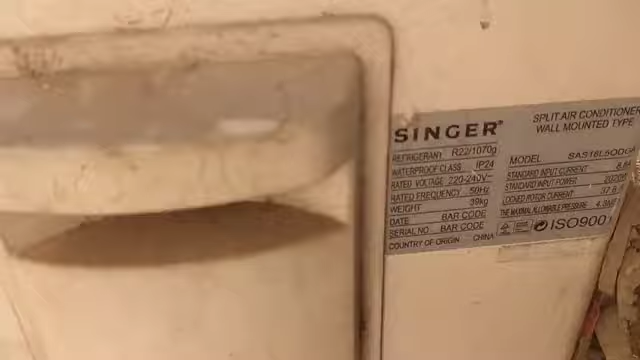 SINGER®
SPLIT AIR CONDITIONER
WALL MOUNTED TYPE
REFRIGERANT R22/1070g
WATERPROOF CLASS IP24
RATED VOLTAGE 220-240V~
RATED FREQUENCY 50Hz
WEIGHT 39kg
DATE BAR CODE
SERIAL NO BAR CODE
COUNTRY OF ORIGIN CHINA
MODEL
STANDARD INPUT CURRENT
STANDARD INPUT POWER
LOCKED ROTOR CURRENT
THE MAXIMAL ALLOWABLE PRESSURE
ISO9001